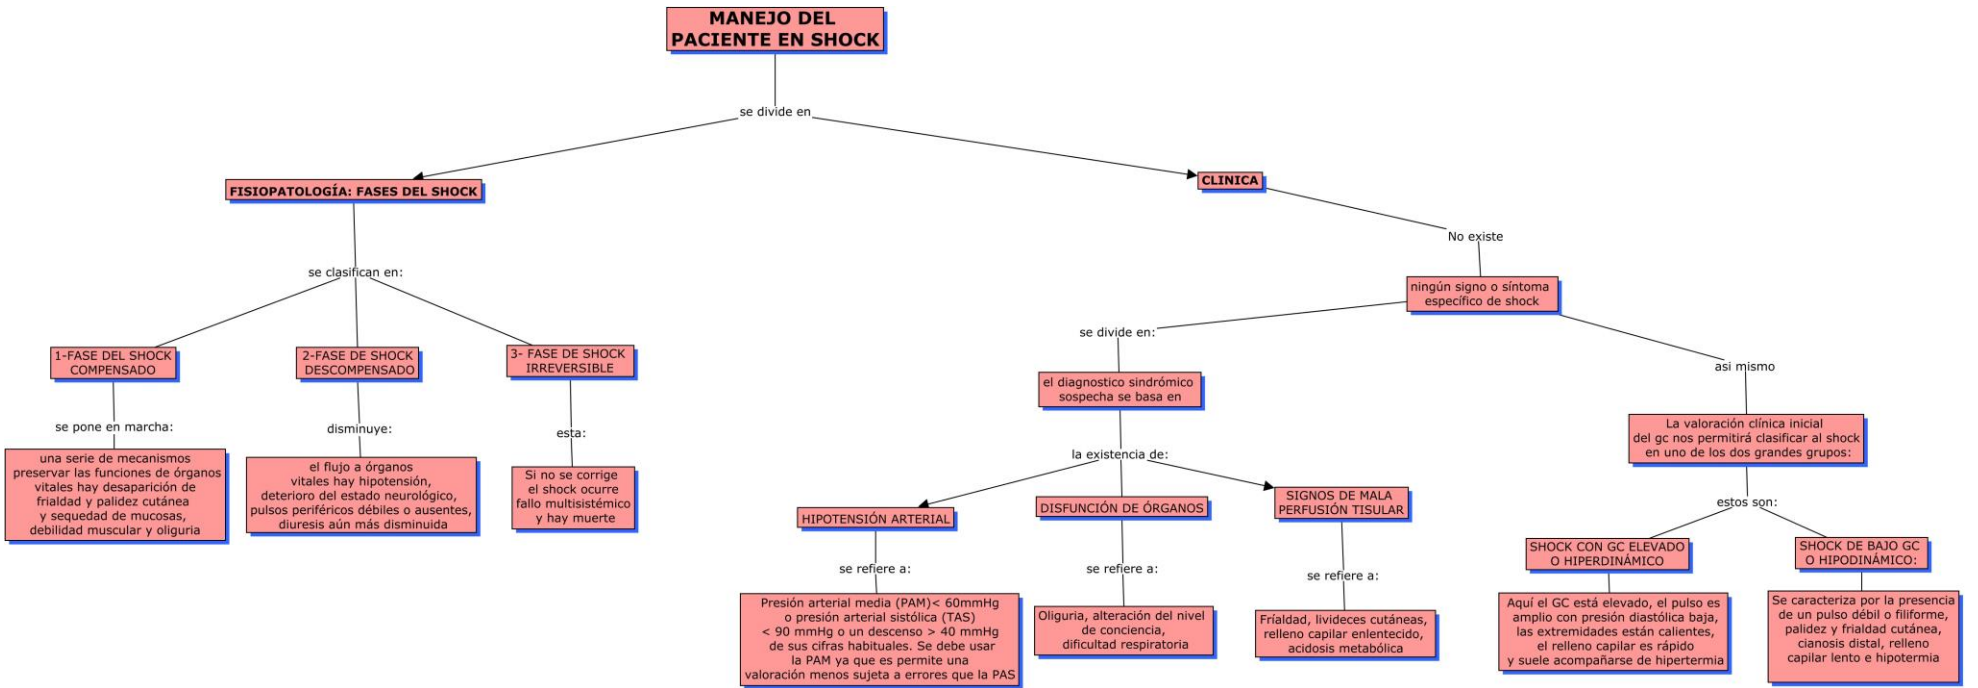 MANEJO DEL
PACIENTE EN SHOCK
se divide en
FISIOPATOLOGÍA: FASES DEL SHOCK
CLINICA
No existe
se clasifican en:
ningún signo o síntoma
específico de shock
se divide en:
1-FASE DEL SHOCK
COMPENSADO
2-FASE DE SHOCK
DESCOMPENSADO
3- FASE DE SHOCK
IRREVERSIBLE
asi mismo
el diagnostico sindrómico
sospecha se basa en
se pone en marcha:
disminuye:
esta:
La valoración clínica inicial
del gc nos permitirá clasificar al shock
en uno de los dos grandes grupos:
una serie de mecanismos
preservar las funciones de órganos
vitales hay desaparición de
frialdad y palidez cutánea
y sequedad de mucosas,
debilidad muscular y oliguria
el flujo a órganos
vitales hay hipotensión,
deterioro del estado neurológico,
pulsos periféricos débiles o ausentes,
diuresis aún más disminuida
Si no se corrige
el shock ocurre
fallo multisistémico
y hay muerte
la existencia de:
estos son:
HIPOTENSIÓN ARTERIAL
DISFUNCIÓN DE ÓRGANOS
SIGNOS DE MALA
PERFUSIÓN TISULAR
SHOCK CON GC ELEVADO
O HIPERDINÁMICO
SHOCK DE BAJO GC
O HIPODINÁMICO:
se refiere a:
se refiere a:
se refiere a:
Presión arterial media (PAM)< 60mmHg
o presión arterial sistólica (TAS)
< 90 mmHg o un descenso > 40 mmHg
de sus cifras habituales. Se debe usar
la PAM ya que es permite una
valoración menos sujeta a errores que la PAS
Oliguria, alteración del nivel
de conciencia,
dificultad respiratoria
Fríaldad, livideces cutáneas,
relleno capilar enlentecido,
acidosis metabólica
Aquí el GC está elevado, el pulso es
amplio con presión diastólica baja,
las extremidades están calientes,
el relleno capilar es rápido
y suele acompañarse de hipertermia
Se caracteriza por la presencia
de un pulso débil o filiforme,
palidez y frialdad cutánea,
cianosis distal, relleno
capilar lento e hipotermia